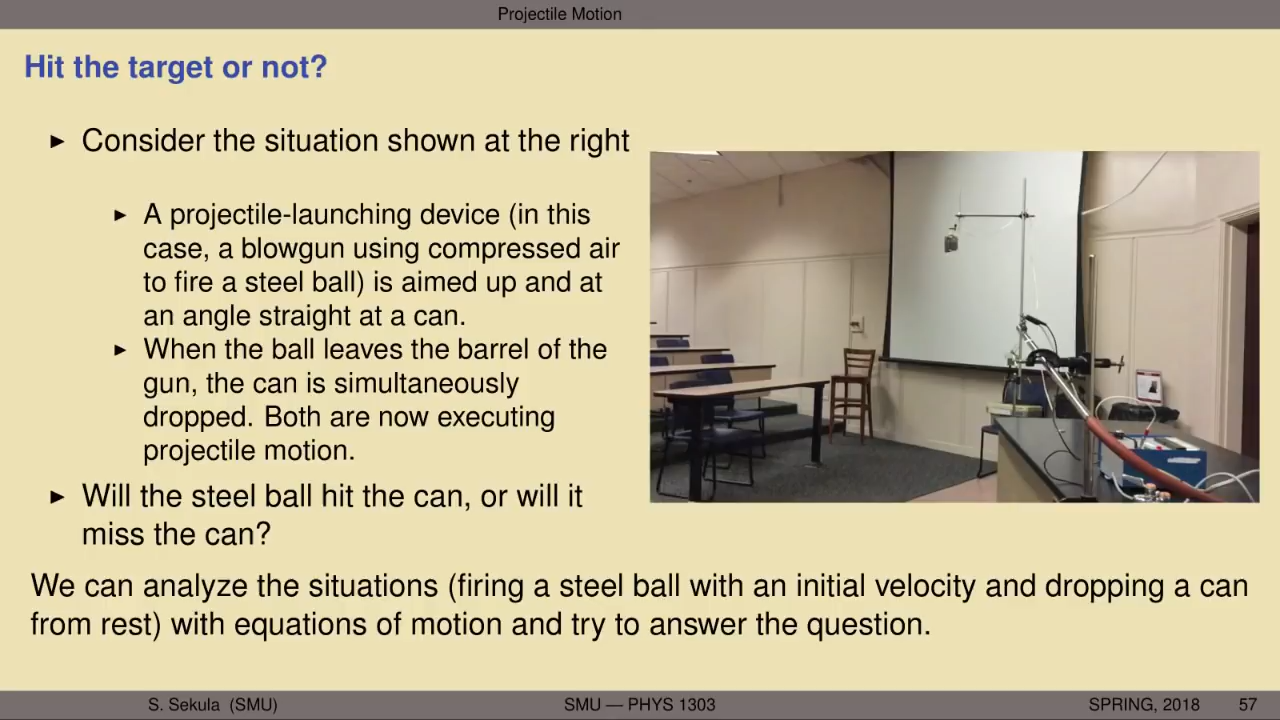 Projectile Motion
Hit the target or not?
► Consider the situation shown at the right
► A projectile-launching device (in this
case, a blowgun using compressed air
to fire a steel ball) is aimed up and at
an angle straight at a can.
► When the ball leaves the barrel of the
gun, the can is simultaneously
dropped. Both are now executing
projectile motion.
► Will the steel ball hit the can, or will it
miss the can?
We can analyze the situations (firing a steel ball with an initial velocity and dropping a can
from rest) with equations of motion and try to answer the question.
S. Sekula (SMU) SMU — PHYS 1303 SPRING, 2018 57